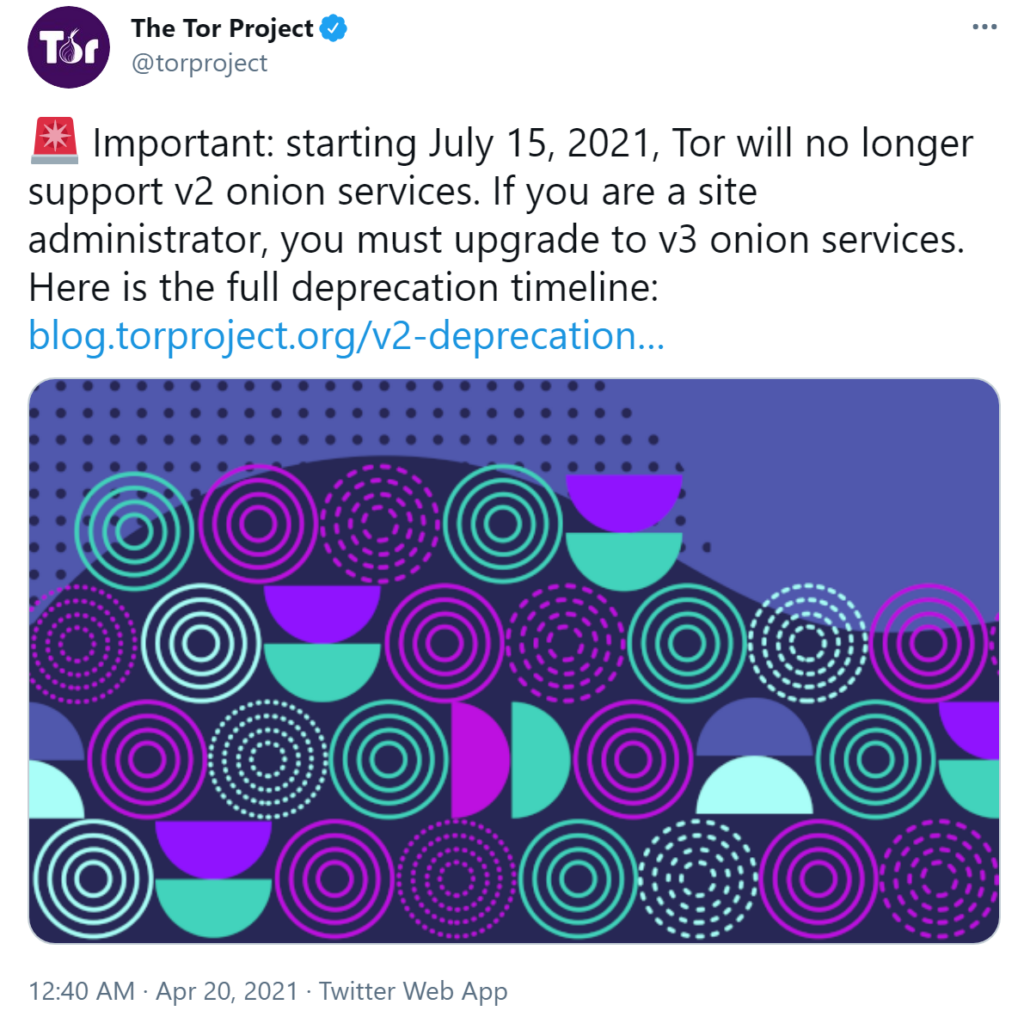 Tor
The Tor Project
@torproject
🚨 Important: starting July 15, 2021, Tor will no longer
support v2 onion services. If you are a site
administrator, you must upgrade to v3 onion services.
Here is the full deprecation timeline:
blog.torproject.org/v2-deprecation…
12:40 AM · Apr 20, 2021 · Twitter Web App